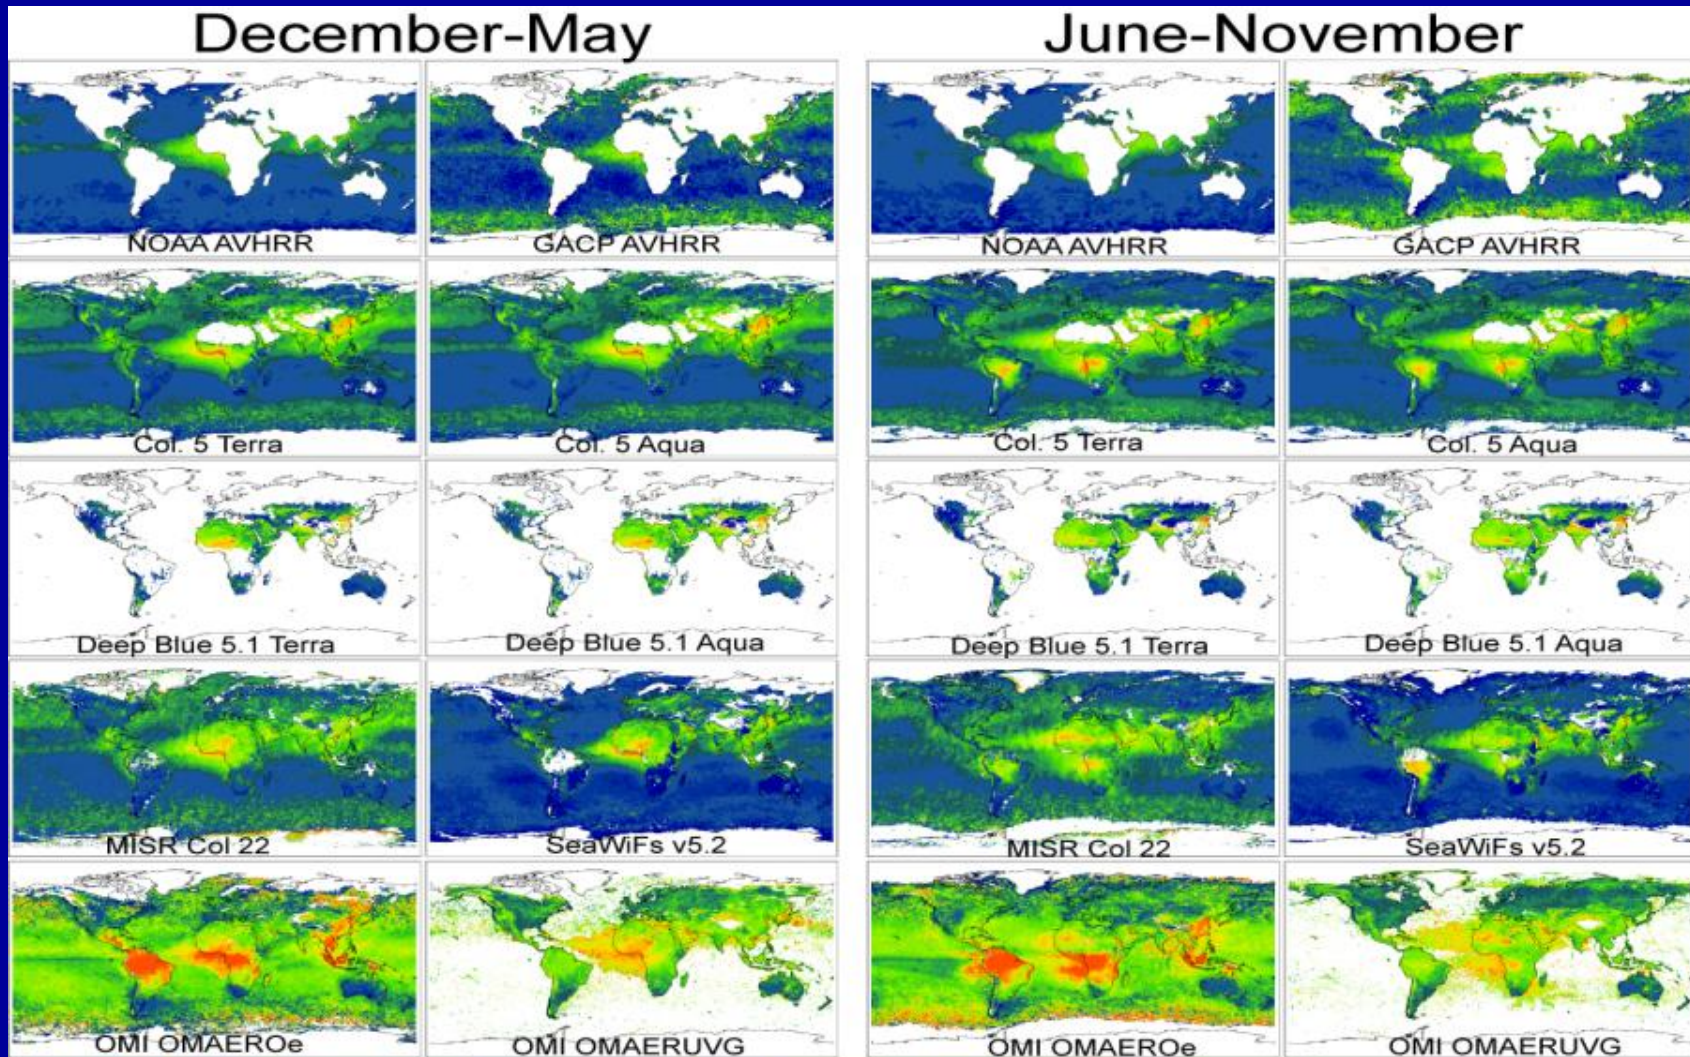 December-May
June-November
NOAA AVHRR
GACP AVHRR
NOAA AVHRR
GACP AVHRR
Col. 5 Terra
Col. 5 Aqua
Col. 5 Terra
Col. 5 Aqua
Deep Blue 5.1 Terra
Deep Blue 5.1 Aqua
Deep Blue 5.1 Terra
Deep Blue 5.1 Aqua
MISR Col 22
SeaWiFs v5.2
MISR Col 22
SeaWiFs v5.2
OMI OMAEROe
OMI OMAERUVG
OMI OMAEROe
OMI OMAERUVG